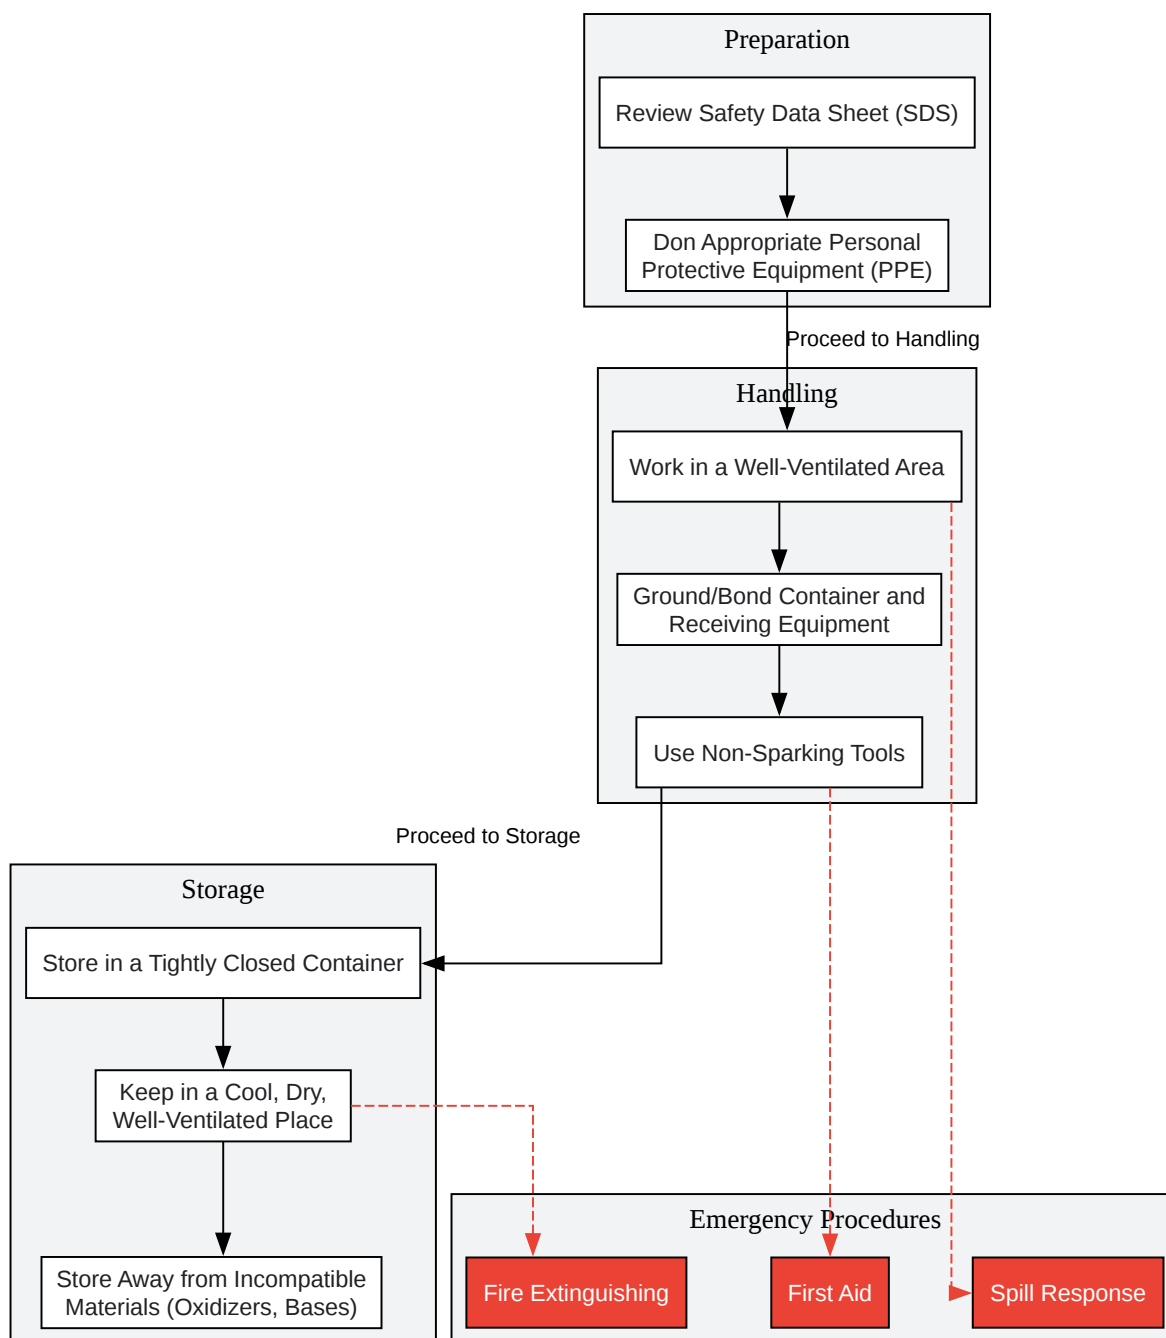 Preparation
Review Safety Data Sheet (SDS)
Don Appropriate Personal
Protective Equipment (PPE)
Proceed to Handling
Handling
Work in a Well-Ventilated Area
Ground/Bond Container and
Receiving Equipment
Use Non-Sparking Tools
Proceed to Storage
Storage
Store in a Tightly Closed Container
Keep in a Cool, Dry,
Well-Ventilated Place
Store Away from Incompatible
Materials (Oxidizers, Bases)
Emergency Procedures
Fire Extinguishing
First Aid
Spill Response